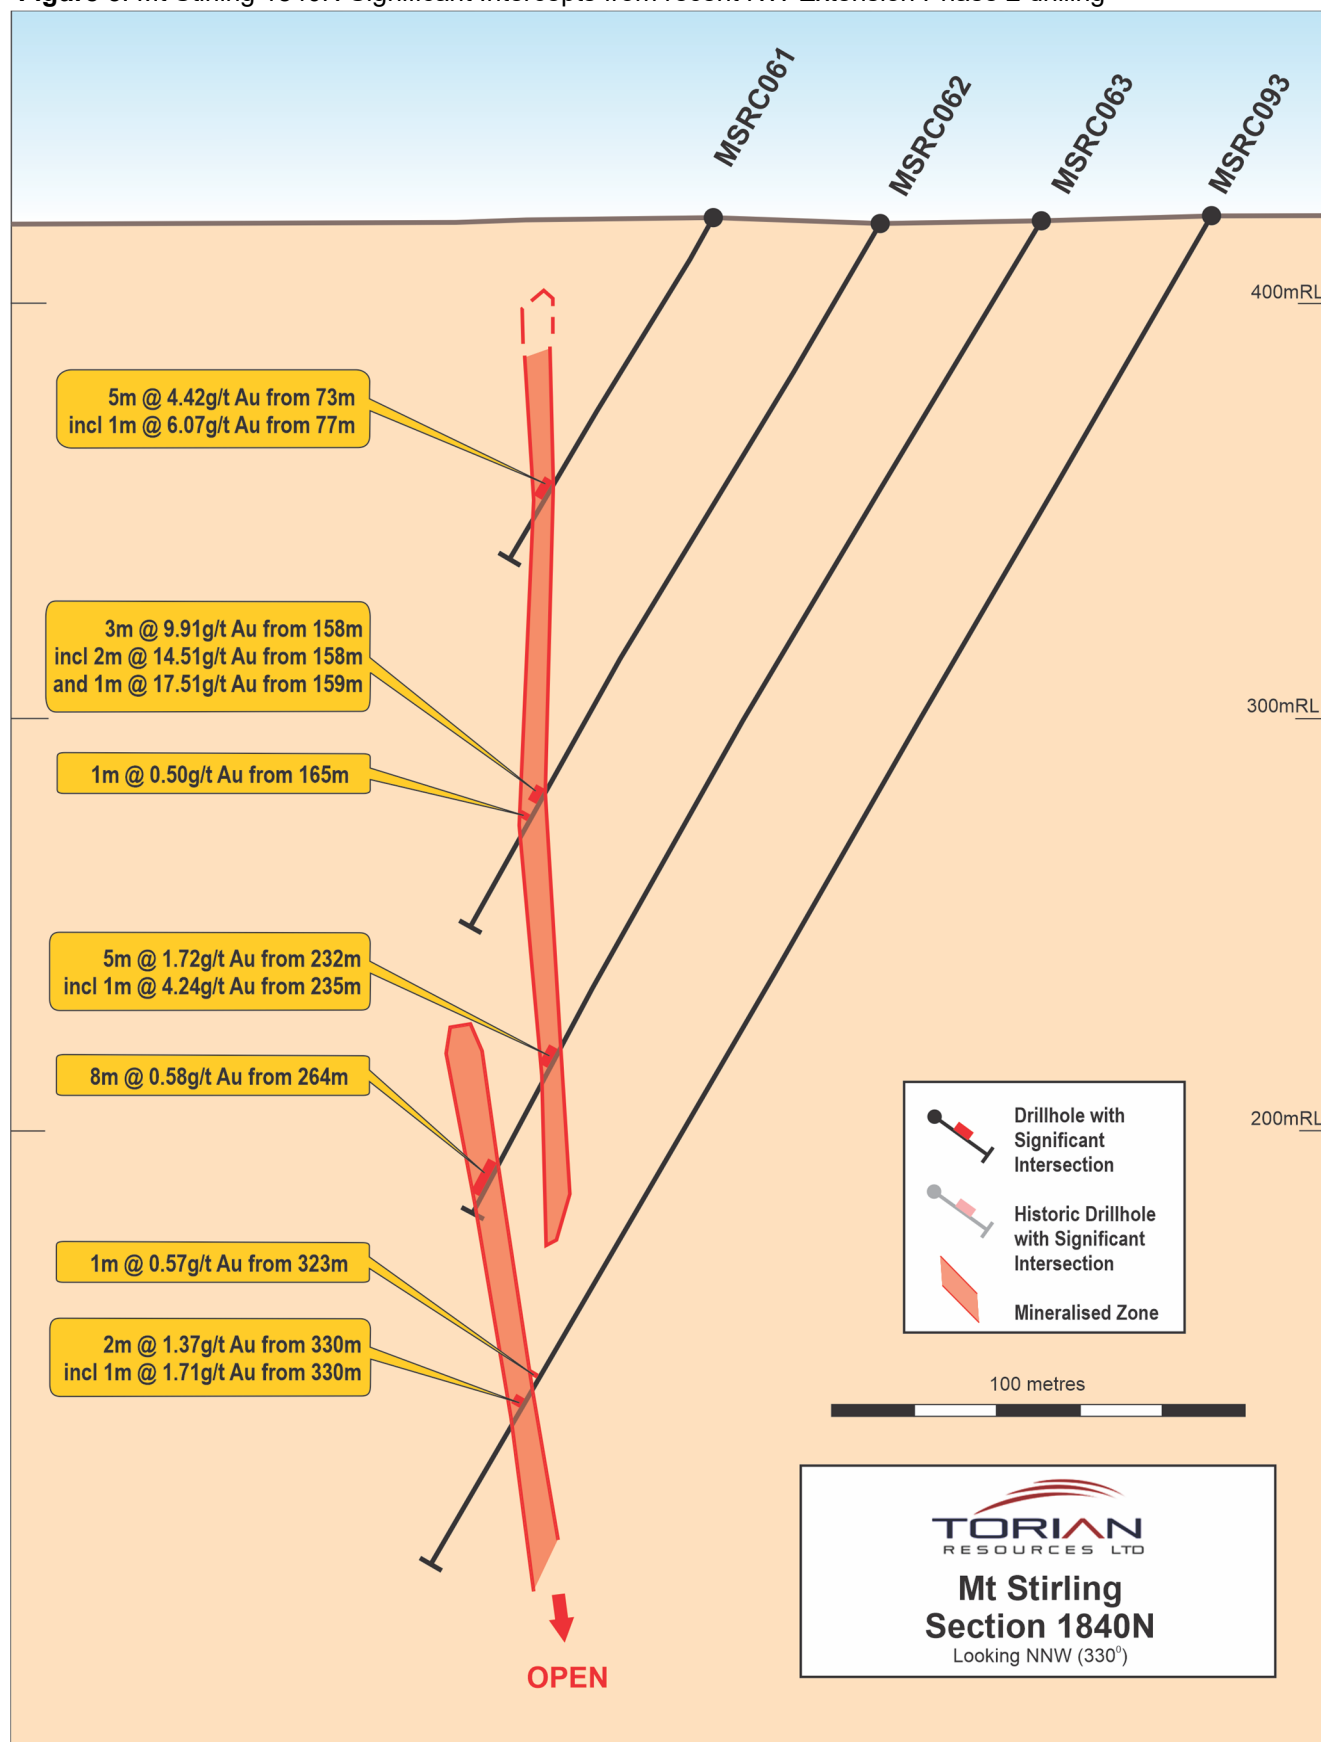 MSRC061
MSRC062
MSRC063
MSRC093
400mRL
5m @ 4.42g/t Au from 73m
incl 1m @ 6.07g/t Au from 77m
3m @ 9.91g/t Au from 158m
incl 2m @ 14.51g/t Au from 158m
and 1m @ 17.51g/t Au from 159m
300mRL
1m @ 0.50g/t Au from 165m
5m @ 1.72g/t Au from 232m
incl 1m @ 4.24g/t Au from 235m
8m @ 0.58g/t Au from 264m
200mRL
Drillhole with
Significant
Intersection
Historic Drillhole
with Significant
Intersection
Mineralised Zone
1m @ 0.57g/t Au from 323m
2m @ 1.37g/t Au from 330m
incl 1m @ 1.71g/t Au from 330m
100 metres
TORIAN
RESOURCES LTD
Mt Stirling
Section 1840N
Looking NNW (330⁰)
OPEN